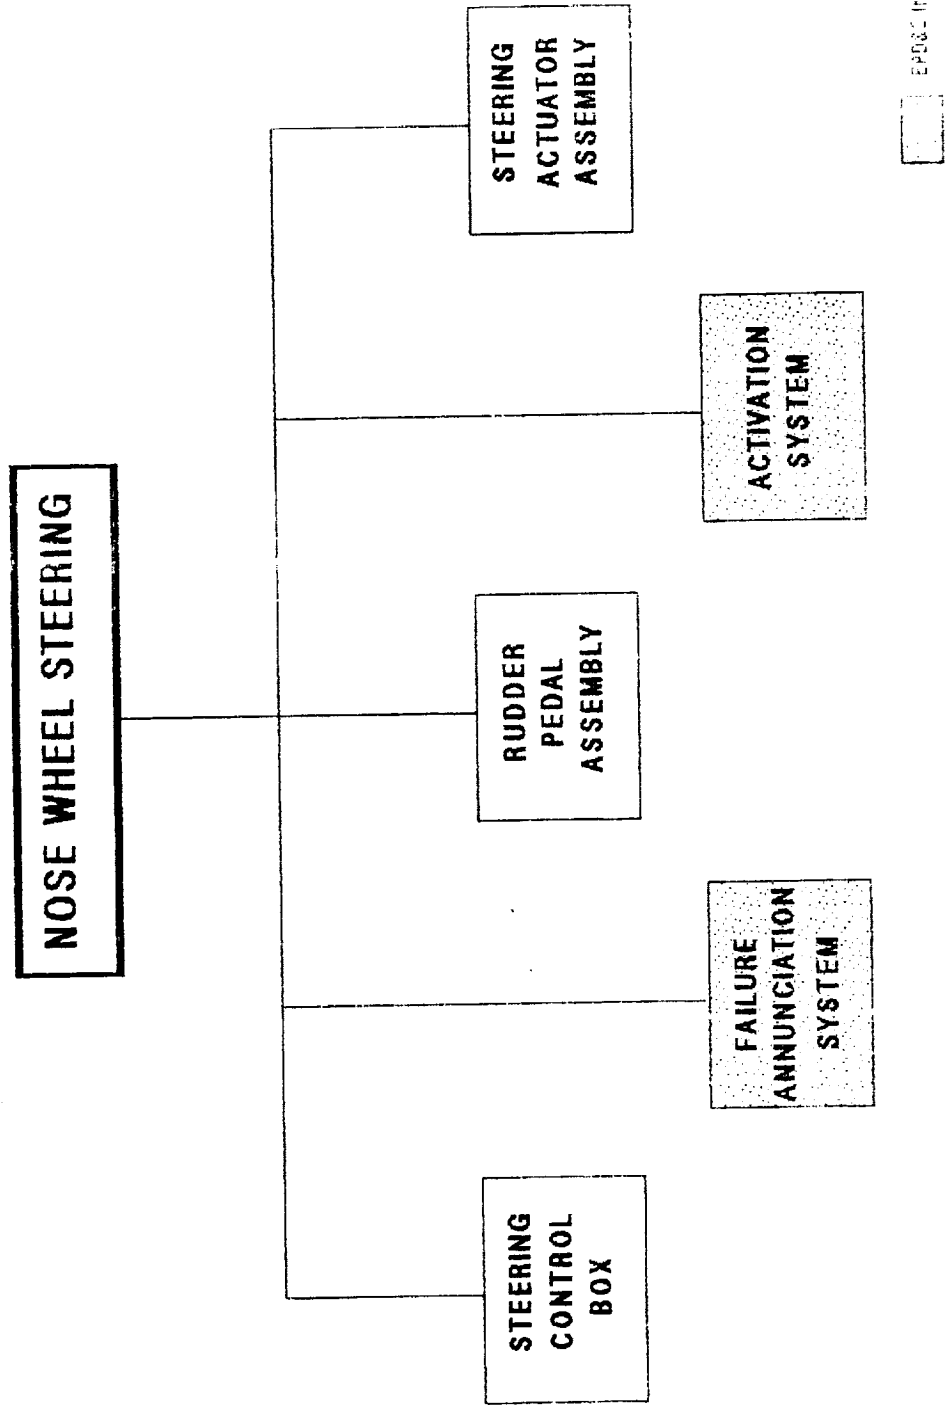 NOSE WHEEL STEERING
STEERING
CONTROL
BOX
FAILURE
ANNUNCIATION
SYSTEM
RUDDER
PEDAL
ASSEMBLY
ACTIVATION
SYSTEM
STEERING
ACTUATOR
ASSEMBLY